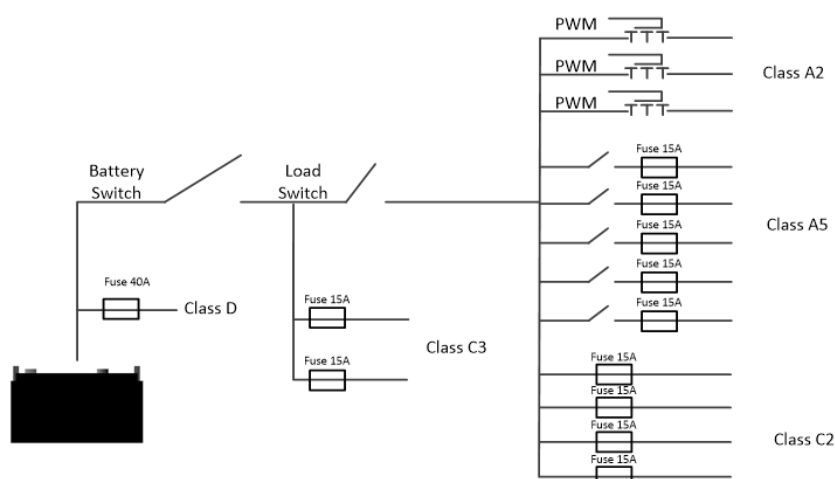 PWM
PWM
Class A2
PWM
Fuse 15A
Battery
Switch
Load
Switch
Fuse 15A
Fuse 15A
Class A5
Fuse 15A
Fuse 40A
Class D
Fuse 15A
Fuse 15A
Class C3
Fuse 15A
Fuse 15A
Fuse 15A
Fuse 15A
Class C2
Fuse 15A